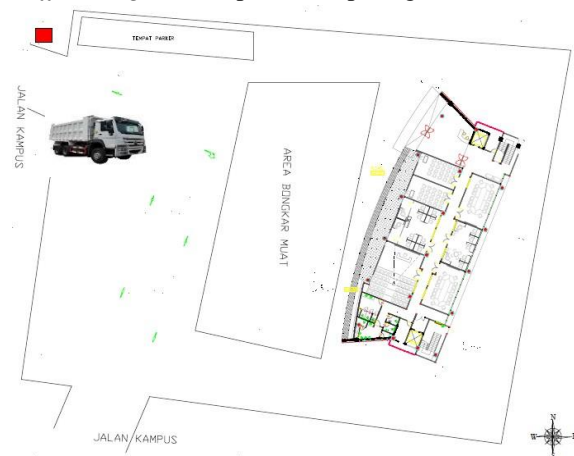 TEMPAT PARKIR
JALAN KAMPUS
AREA BONGKAR MUAT
JALAN KAMPUS
N
W
S